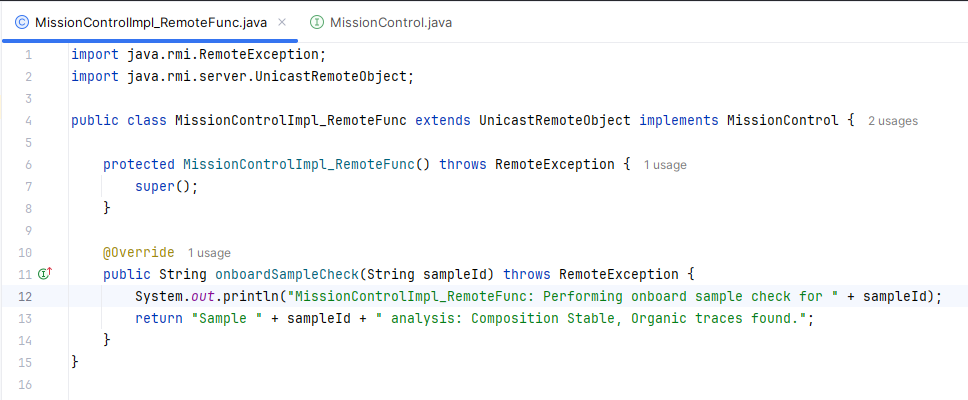 MissionControlImpl_RemoteFunc.java × MissionControl.java
1 import java.rmi.RemoteException;
2 import java.rmi.server.UnicastRemoteObject;
3
4 public class MissionControlImpl_RemoteFunc extends UnicastRemoteObject implements MissionControl { 2 usages
5
6     protected MissionControlImpl_RemoteFunc() throws RemoteException { 1 usage
7         super();
8     }
9
10     @Override 1 usage
11     public String onboardSampleCheck(String sampleId) throws RemoteException {
12         System.out.println("MissionControlImpl_RemoteFunc: Performing onboard sample check for " + sampleId);
13         return "Sample " + sampleId + " analysis: Composition Stable, Organic traces found.";
14     }
15 }
16